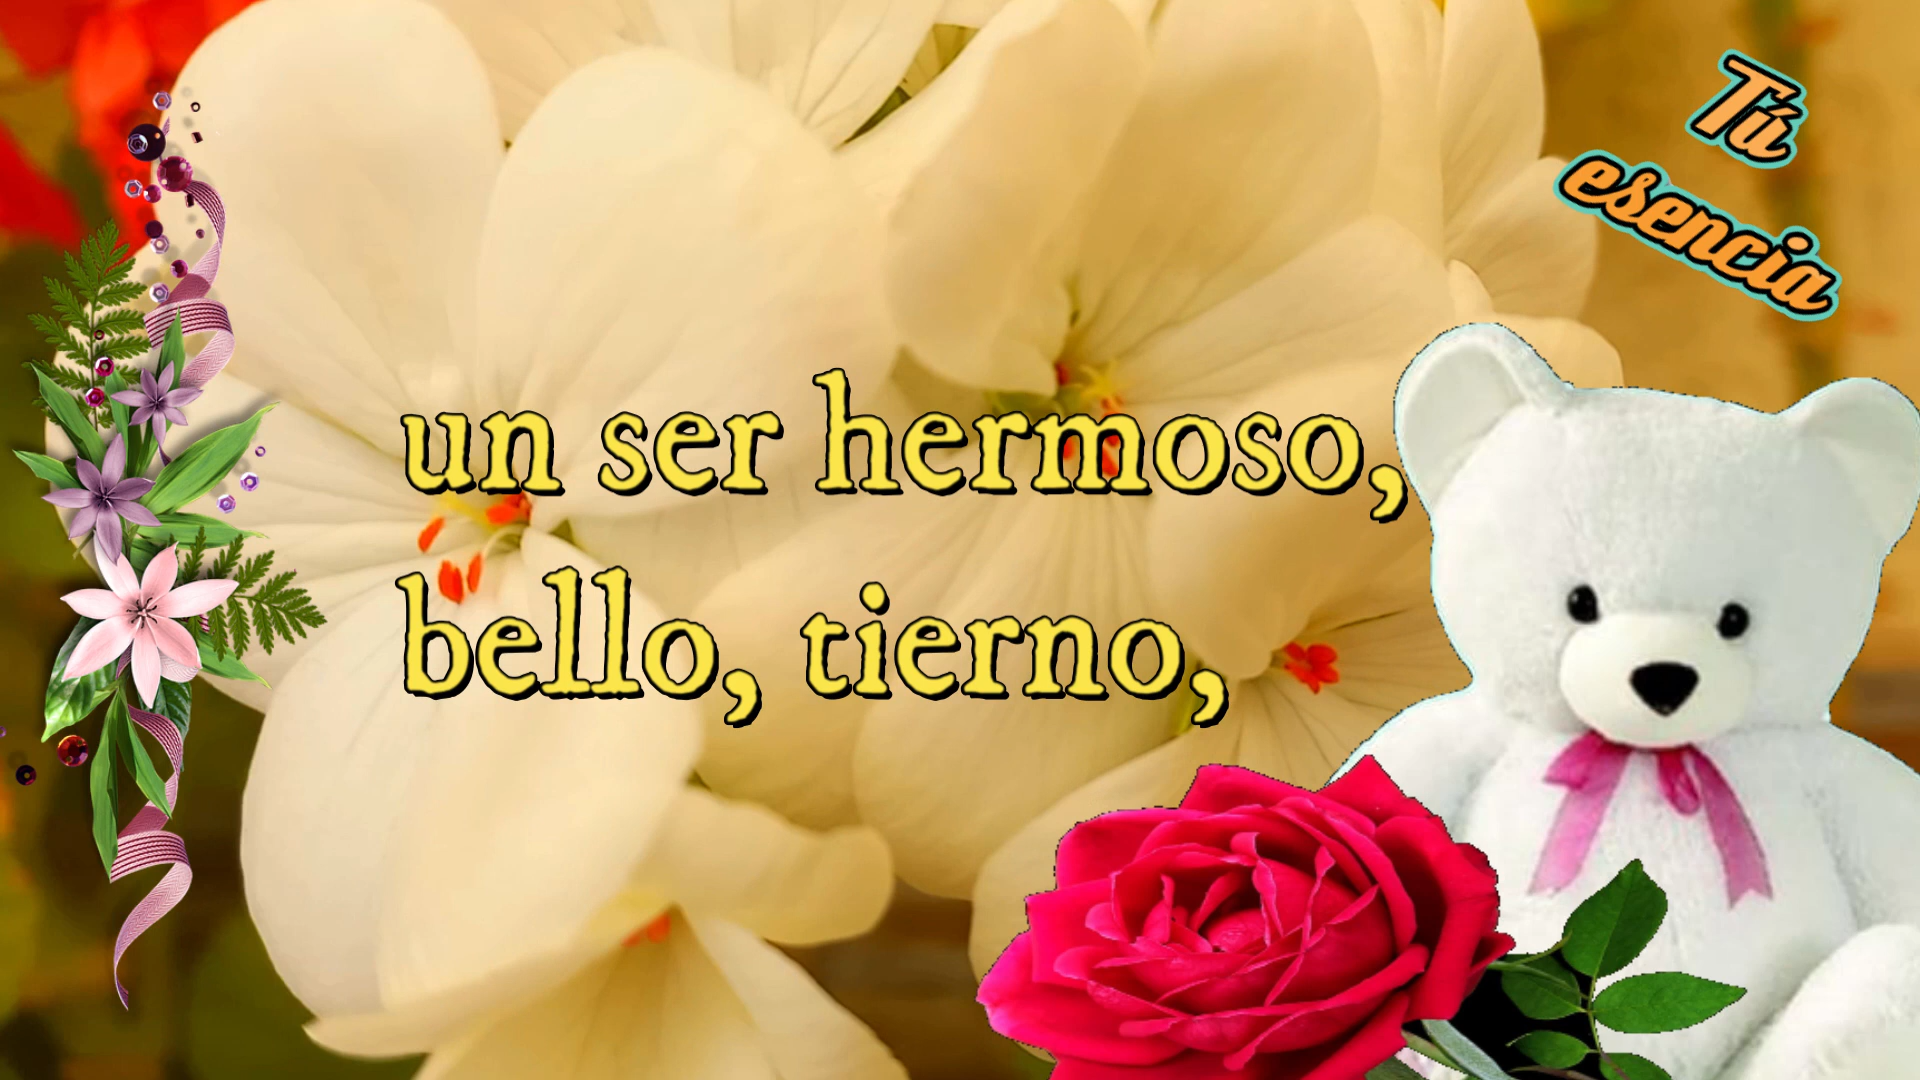 Tú
esencia
un ser hermoso,
bello, tierno,